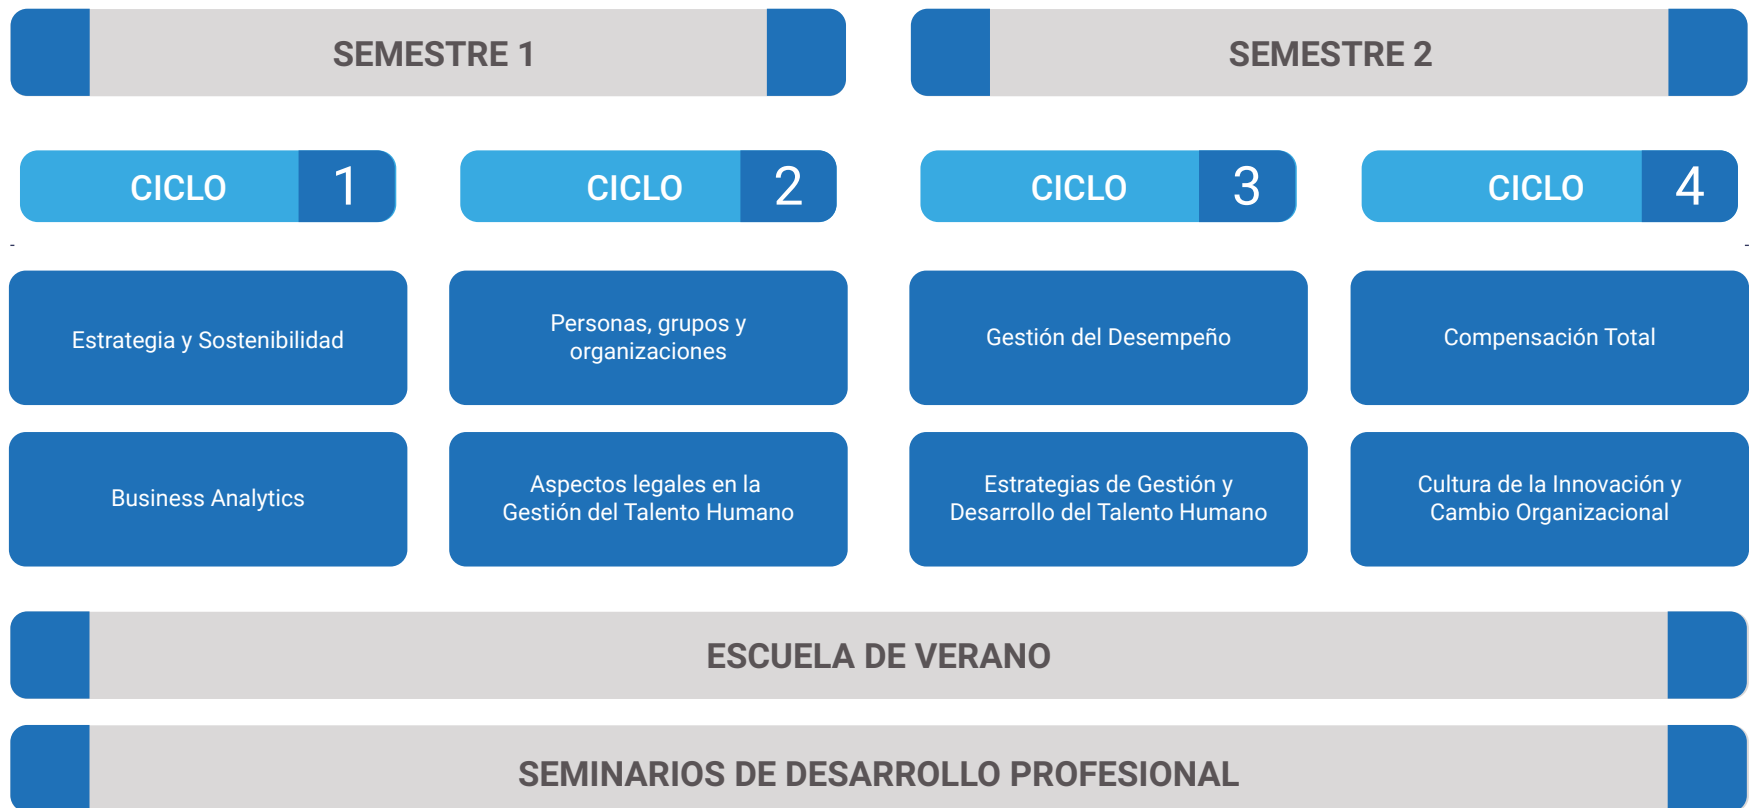 SEMESTRE 1
SEMESTRE 2
CICLO 1
CICLO 2
CICLO 3
CICLO 4
Estrategia y Sostenibilidad
Personas, grupos y
organizaciones
Gestión del Desempeño
Compensación Total
Business Analytics
Aspectos legales en la
Gestión del Talento Humano
Estrategias de Gestión y
Desarrollo del Talento Humano
Cultura de la Innovación y
Cambio Organizacional
ESCUELA DE VERANO
SEMINARIOS DE DESARROLLO PROFESIONAL